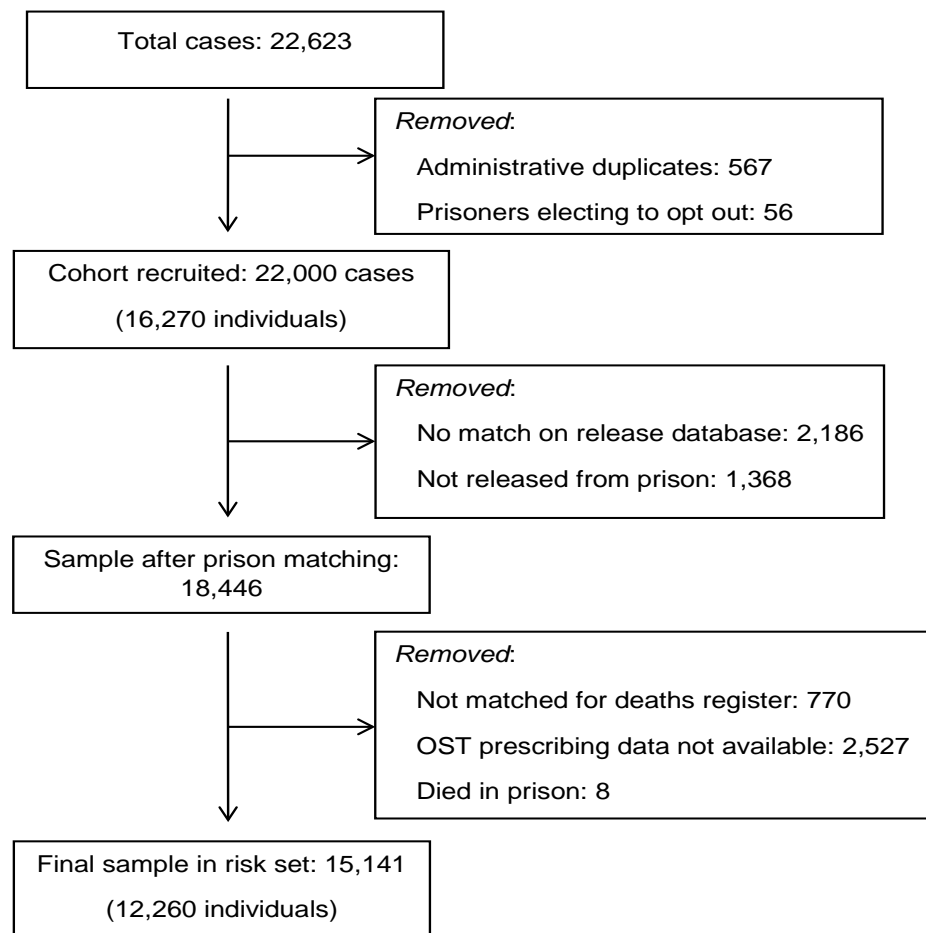 Total cases: 22,623
Removed:
Administrative duplicates: 567
Prisoners electing to opt out: 56
Cohort recruited: 22,000 cases
(16,270 individuals)
Removed:
No match on release database: 2,186
Not released from prison: 1,368
Sample after prison matching:
18,446
Removed:
Not matched for deaths register: 770
OST prescribing data not available: 2,527
Died in prison: 8
Final sample in risk set: 15,141
(12,260 individuals)